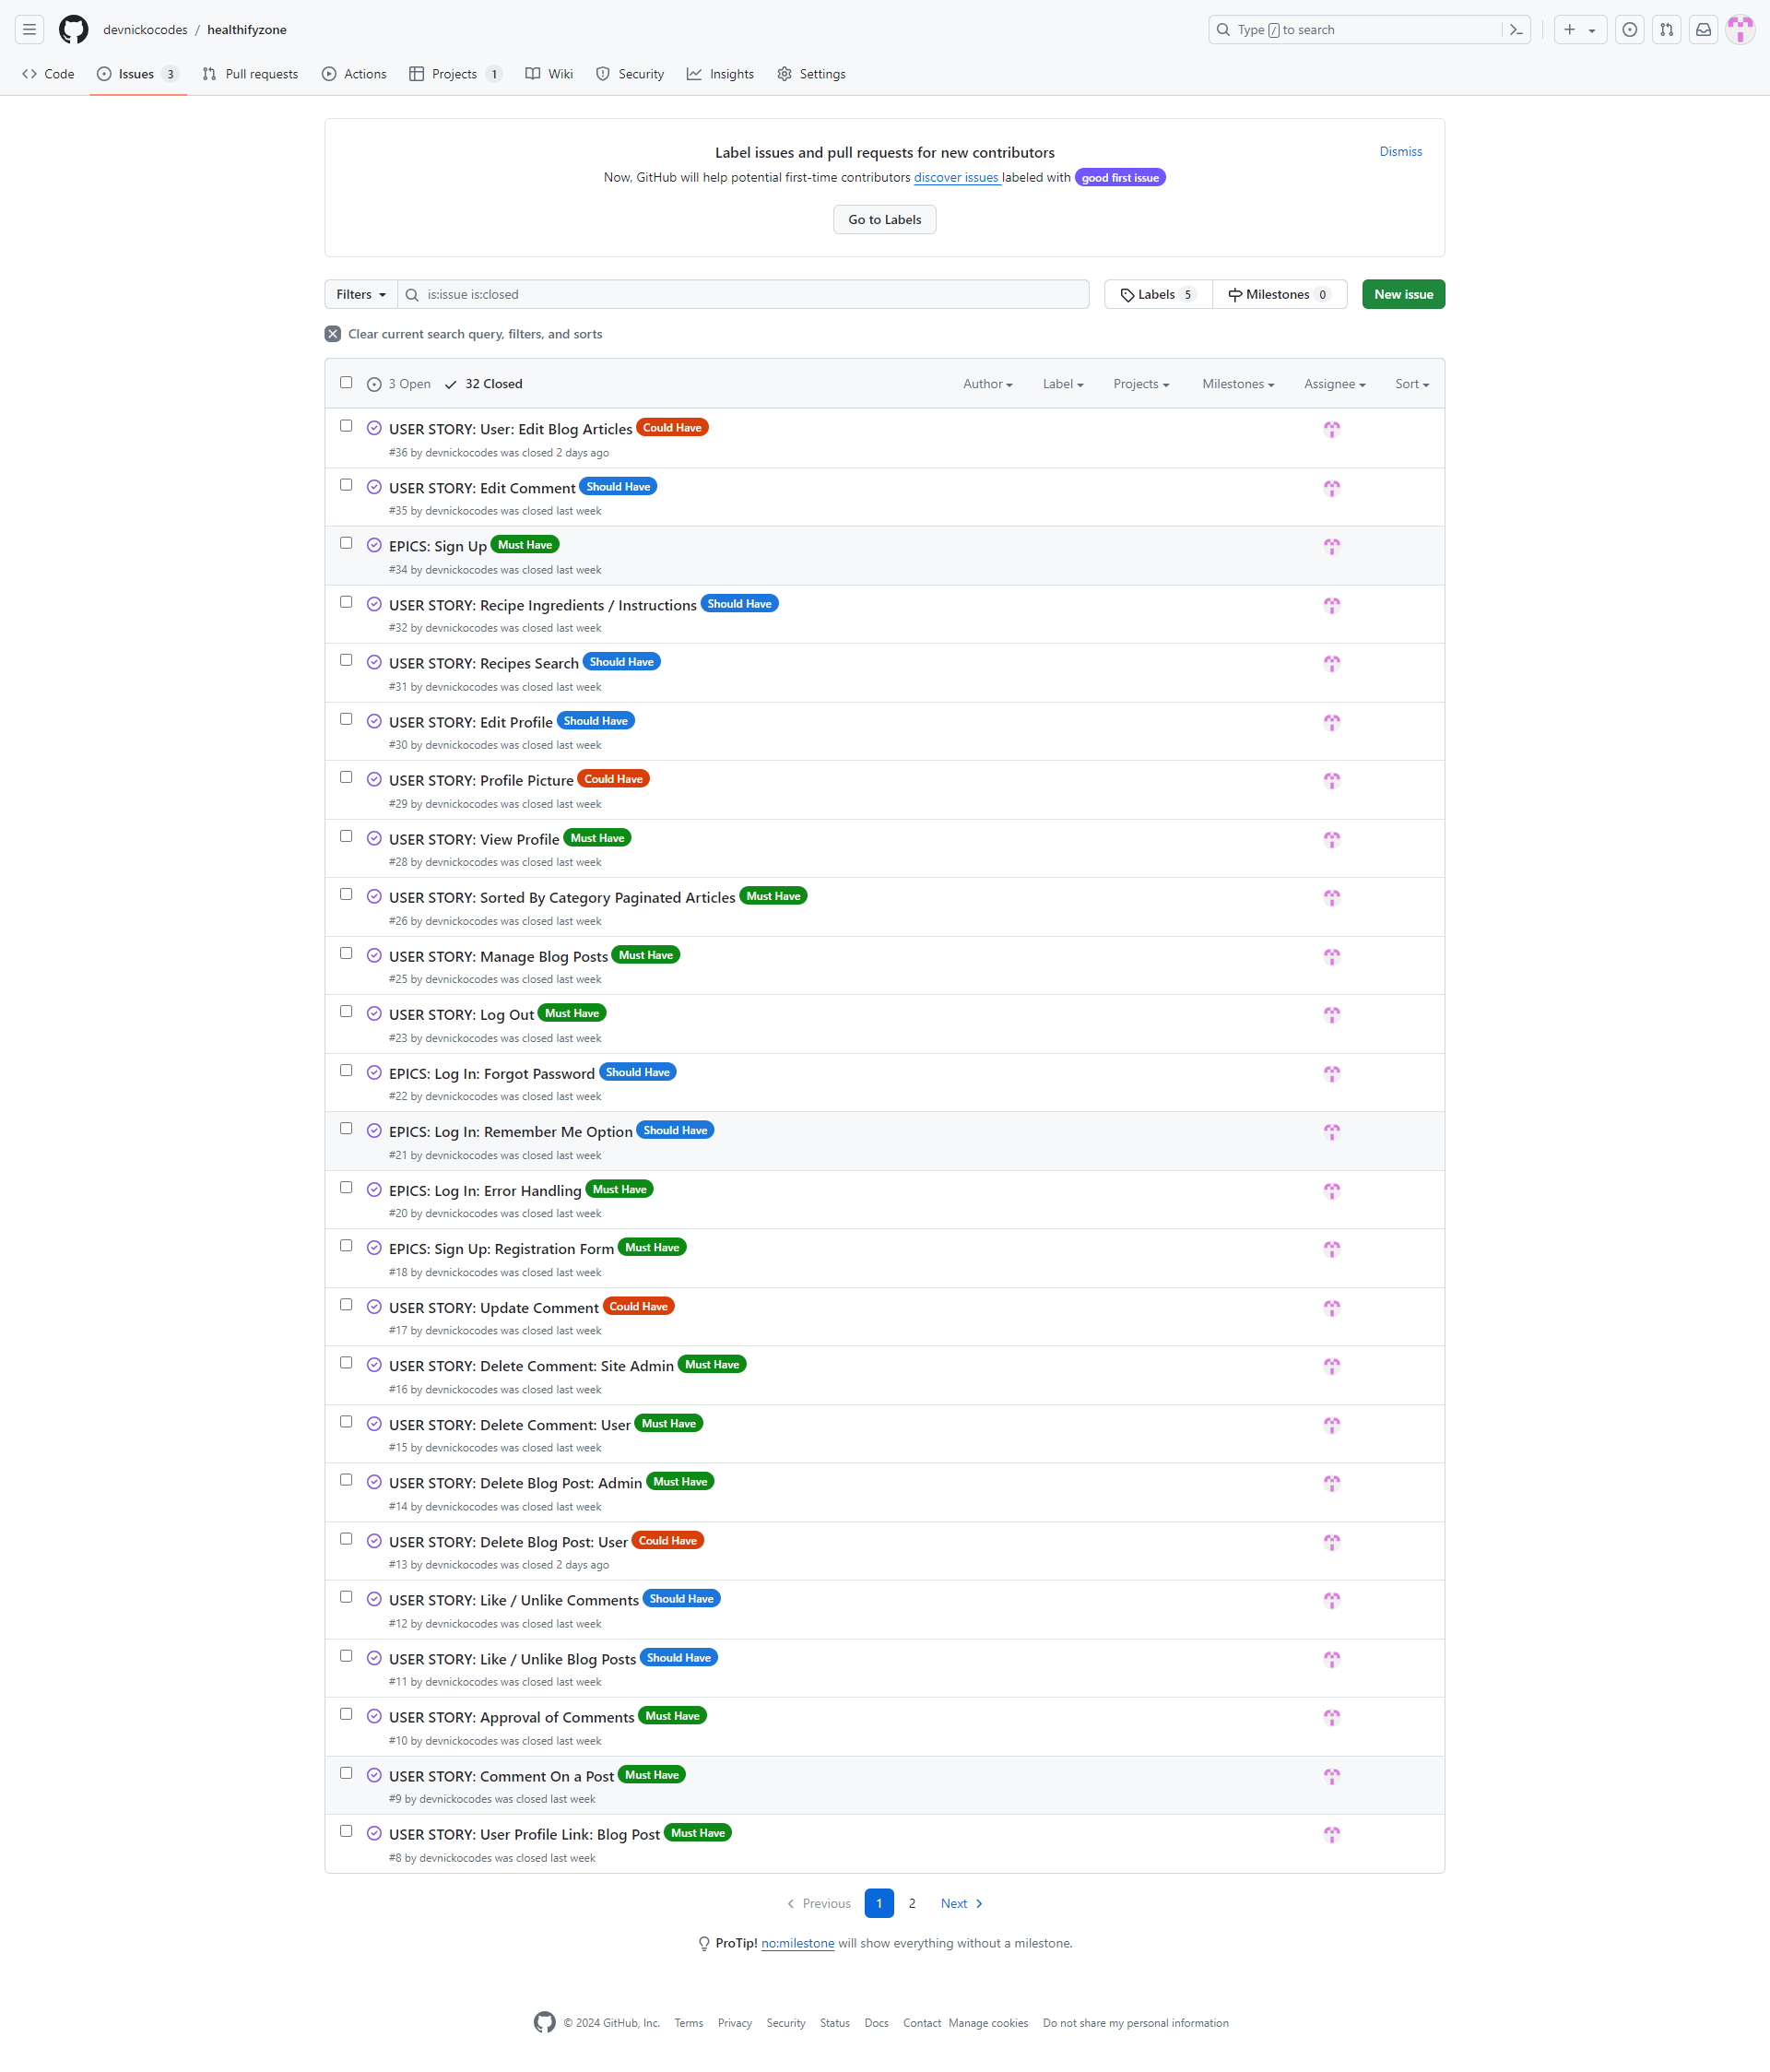 devnickocodes / healthifyzone
Type / to search
Code Issues 3 Pull requests Actions Projects 1 Wiki Security Insights Settings
Label issues and pull requests for new contributors
Dismiss
Now, GitHub will help potential first-time contributors discover issues labeled with good first issue
Go to Labels
Filters is:issue is:closed Labels 5 Milestones 0 New issue
Clear current search query, filters, and sorts
3 Open 32 Closed Author Label Projects Milestones Assignee Sort
USER STORY: User: Edit Blog Articles Could Have
#36 by devnickocodes was closed 2 days ago
USER STORY: Edit Comment Should Have
#35 by devnickocodes was closed last week
EPICS: Sign Up Must Have
#34 by devnickocodes was closed last week
USER STORY: Recipe Ingredients / Instructions Should Have
#32 by devnickocodes was closed last week
USER STORY: Recipes Search Should Have
#31 by devnickocodes was closed last week
USER STORY: Edit Profile Should Have
#30 by devnickocodes was closed last week
USER STORY: Profile Picture Could Have
#29 by devnickocodes was closed last week
USER STORY: View Profile Must Have
#28 by devnickocodes was closed last week
USER STORY: Sorted By Category Paginated Articles Must Have
#26 by devnickocodes was closed last week
USER STORY: Manage Blog Posts Must Have
#25 by devnickocodes was closed last week
USER STORY: Log Out Must Have
#23 by devnickocodes was closed last week
EPICS: Log In: Forgot Password Should Have
#22 by devnickocodes was closed last week
EPICS: Log In: Remember Me Option Should Have
#21 by devnickocodes was closed last week
EPICS: Log In: Error Handling Must Have
#20 by devnickocodes was closed last week
EPICS: Sign Up: Registration Form Must Have
#18 by devnickocodes was closed last week
USER STORY: Update Comment Could Have
#17 by devnickocodes was closed last week
USER STORY: Delete Comment: Site Admin Must Have
#16 by devnickocodes was closed last week
USER STORY: Delete Comment: User Must Have
#15 by devnickocodes was closed last week
USER STORY: Delete Blog Post: Admin Must Have
#14 by devnickocodes was closed last week
USER STORY: Delete Blog Post: User Could Have
#13 by devnickocodes was closed 2 days ago
USER STORY: Like / Unlike Comments Should Have
#12 by devnickocodes was closed last week
USER STORY: Like / Unlike Blog Posts Should Have
#11 by devnickocodes was closed last week
USER STORY: Approval of Comments Must Have
#10 by devnickocodes was closed last week
USER STORY: Comment On a Post Must Have
#9 by devnickocodes was closed last week
USER STORY: User Profile Link: Blog Post Must Have
#8 by devnickocodes was closed last week
Previous 1 2 Next
ProTip! no:milestone will show everything without a milestone.
© 2024 GitHub, Inc. Terms Privacy Security Status Docs Contact Manage cookies Do not share my personal information